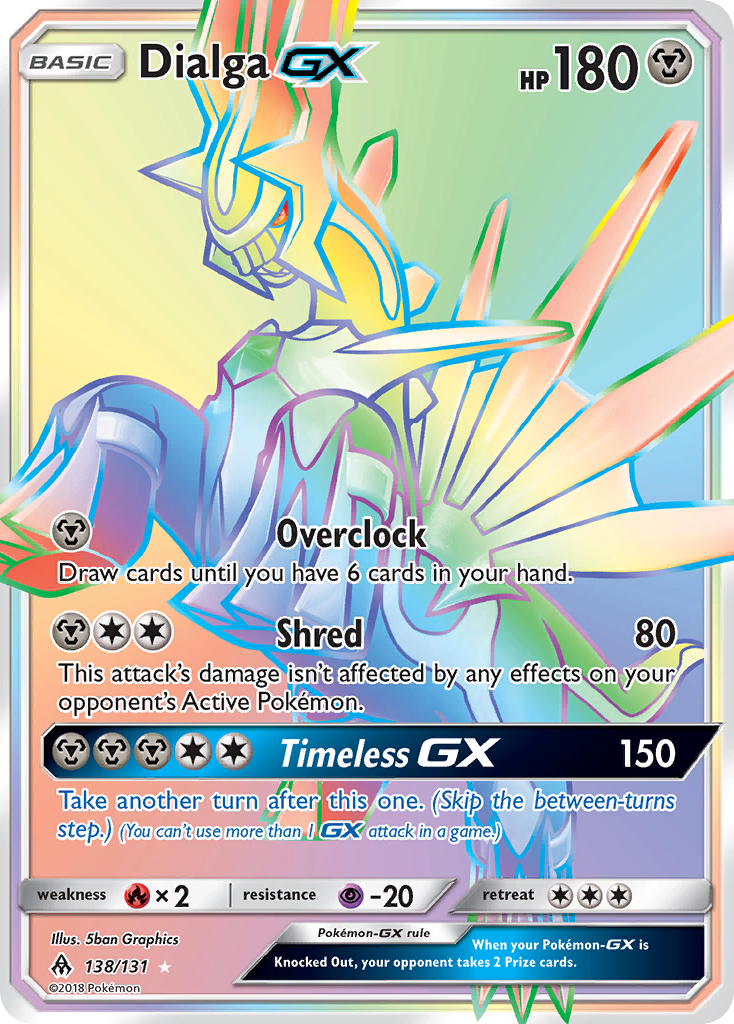 BASIC Dialga GX HP 180
Overclock
Draw cards until you have 6 cards in your hand.
Shred 80
This attack's damage isn't affected by any effects on your
opponent's Active Pokémon.
Timeless GX 150
Take another turn after this one. (Skip the between-turns
step.) (You can't use more than 1 GX attack in a game.)
weakness × 2 resistance -20 retreat
Illus. 5ban Graphics
138/131
©2018 Pokémon
Pokémon-GX rule
When your Pokémon-GX is
Knocked Out, your opponent takes 2 Prize cards.